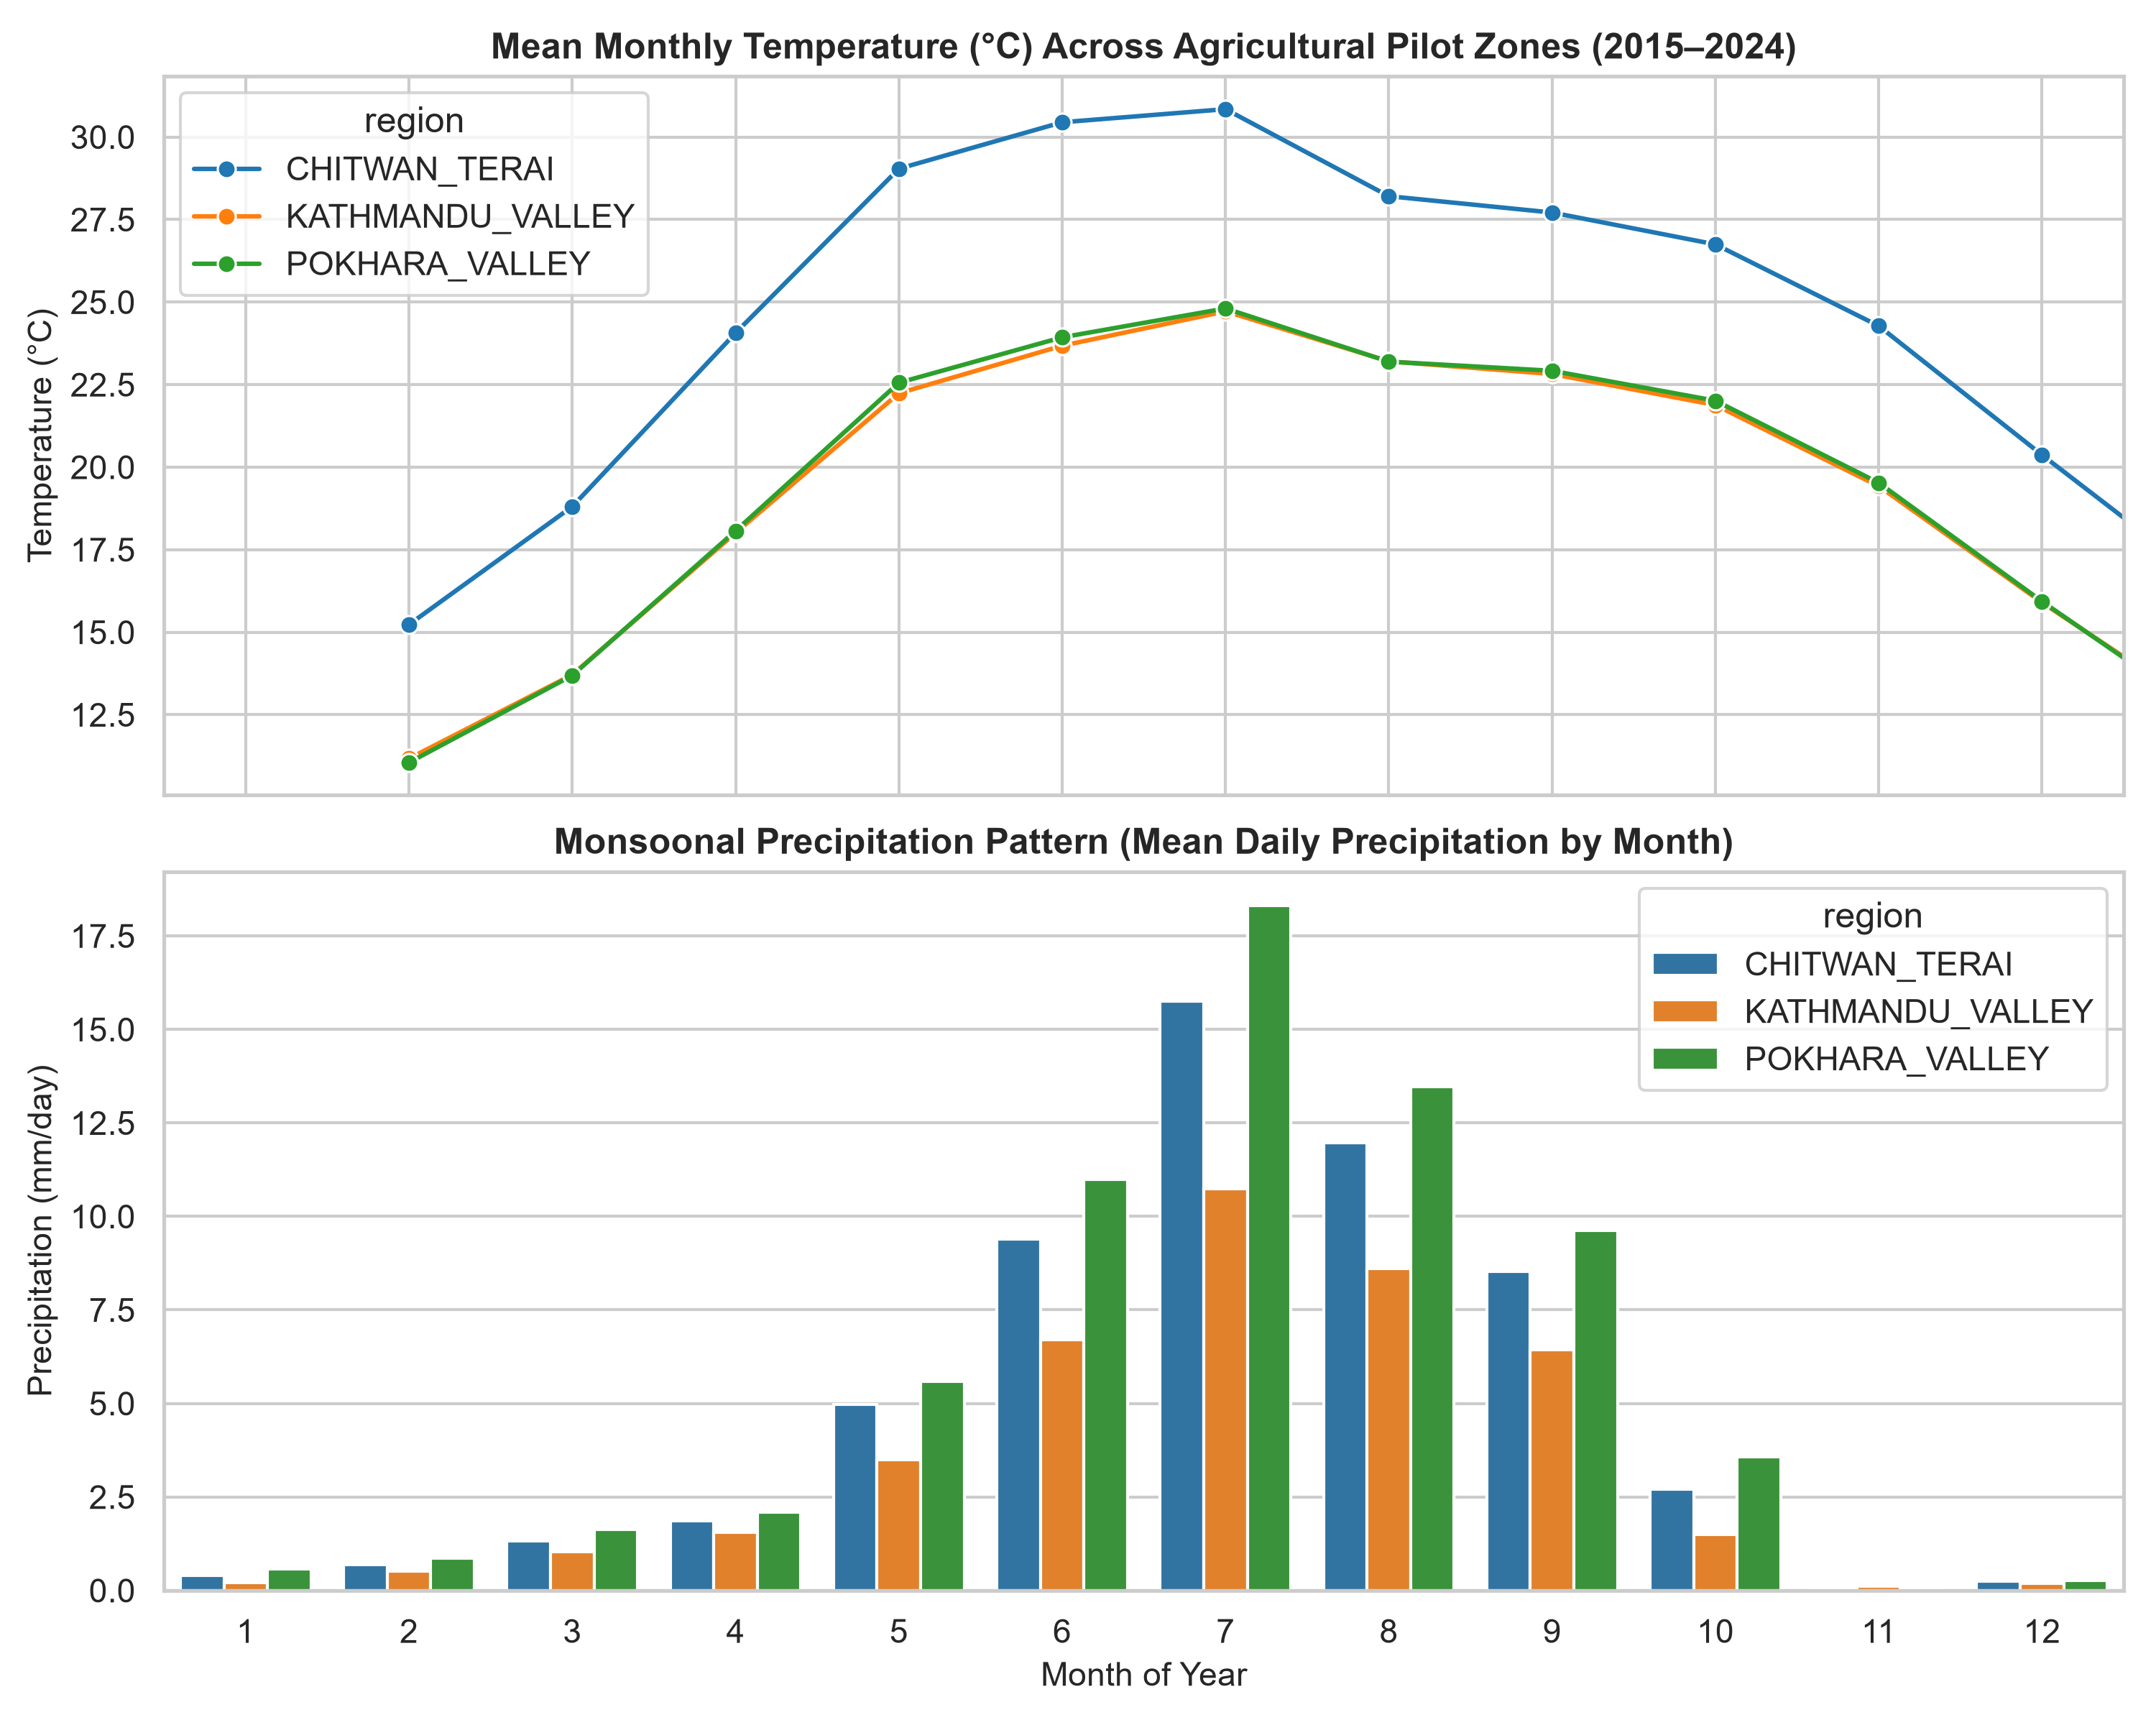 Mean Monthly Temperature (°C) Across Agricultural Pilot Zones (2015–2024)
region
CHITWAN_TERAI
KATHMANDU_VALLEY
POKHARA_VALLEY
30.0
27.5
25.0
22.5
20.0
17.5
15.0
12.5
Temperature (°C)
Monsoonal Precipitation Pattern (Mean Daily Precipitation by Month)
region
CHITWAN_TERAI
KATHMANDU_VALLEY
POKHARA_VALLEY
17.5
15.0
12.5
10.0
7.5
5.0
2.5
0.0
Precipitation (mm/day)
1 2 3 4 5 6 7 8 9 10 11 12
Month of Year